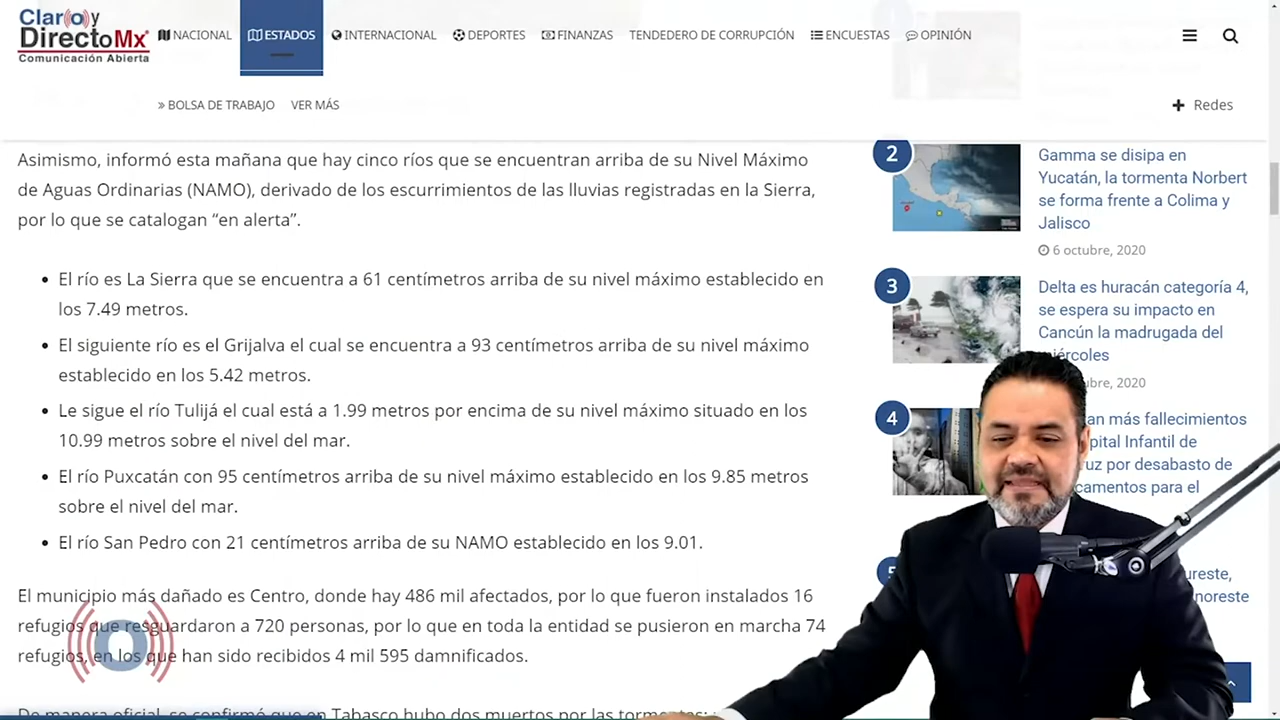 Claro y
DirectoMx
Comunicación Abierta
NACIONAL
ESTADOS
INTERNACIONAL
DEPORTES
FINANZAS
TENDEDERO DE CORRUPCIÓN
ENCUESTAS
OPINIÓN
» BOLSA DE TRABAJO
VER MÁS
+ Redes
Asimismo, informó esta mañana que hay cinco ríos que se encuentran arriba de su Nivel Máximo
de Aguas Ordinarias (NAMO), derivado de los escurrimientos de las lluvias registradas en la Sierra,
por lo que se catalogan “en alerta”.
• El río es La Sierra que se encuentra a 61 centímetros arriba de su nivel máximo establecido en
los 7.49 metros.
• El siguiente río es el Grijalva el cual se encuentra a 93 centímetros arriba de su nivel máximo
establecido en los 5.42 metros.
• Le sigue el río Tulijá el cual está a 1.99 metros por encima de su nivel máximo situado en los
10.99 metros sobre el nivel del mar.
• El río Puxcatán con 95 centímetros arriba de su nivel máximo establecido en los 9.85 metros
sobre el nivel del mar.
• El río San Pedro con 21 centímetros arriba de su NAMO establecido en los 9.01.
El municipio más dañado es Centro, donde hay 486 mil afectados, por lo que fueron instalados 16
refugios que resguardaron a 720 personas, por lo que en toda la entidad se pusieron en marcha 74
refugios, en los que han sido recibidos 4 mil 595 damnificados.
De manera oficial, se confirmó que en Tabasco hubo dos muertos por las
2
Gamma se disipa en
Yucatán, la tormenta Norbert
se forma frente a Colima y
Jalisco
6 octubre, 2020
3
Delta es huracán categoría 4,
se espera su impacto en
Cancún la madrugada del
miércoles
ubre, 2020
4
an más fallecimientos
pital Infantil de
uz por desabasto de
camentos para el
5
ureste,
noreste